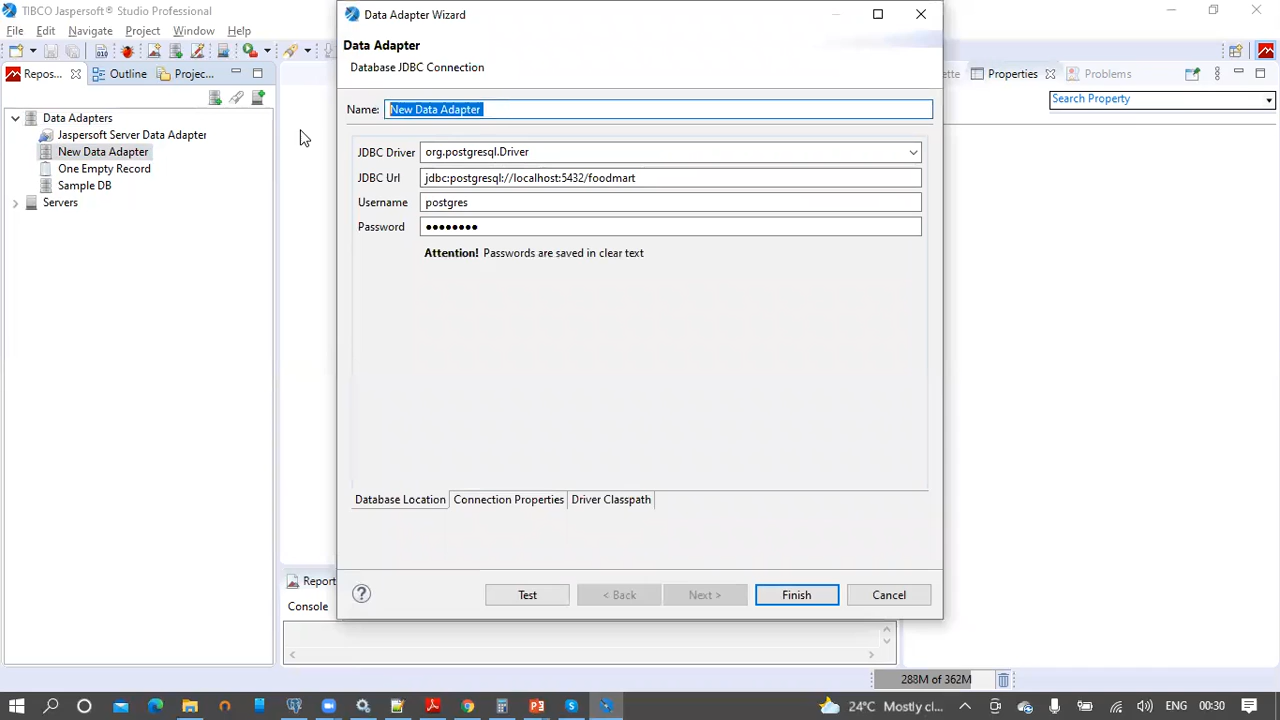 TIBCO Jaspersoft® Studio Professional
File Edit Navigate Project Window Help
Repos... Outline Projec...
Data Adapters
Jaspersoft Server Data Adapter
New Data Adapter
One Empty Record
Sample DB
Servers
Data Adapter Wizard
Data Adapter
Database JDBC Connection
Name: New Data Adapter
JDBC Driver org.postgresql.Driver
JDBC Url jdbc:postgresql://localhost:5432/foodmart
Username postgres
Password ••••••••
Attention! Passwords are saved in clear text
Database Location Connection Properties Driver Classpath
Test < Back Next > Finish Cancel
Report
Console
Properties Problems
Search Property
288M of 362M
24°C Mostly cl... ENG 00:30